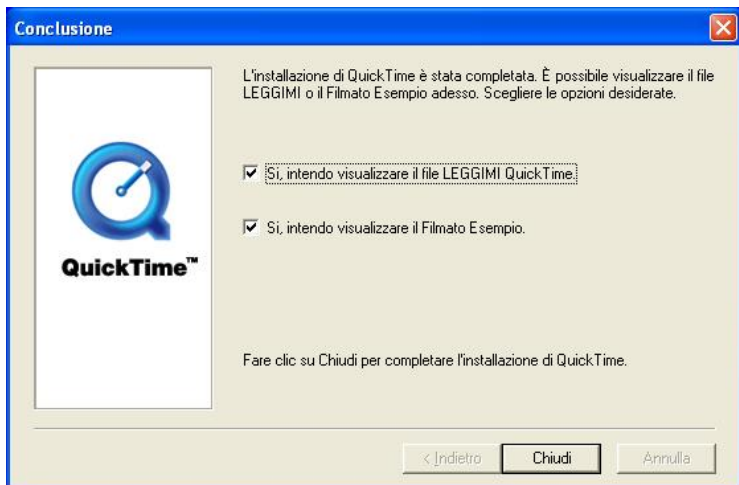 Conclusione
L'installazione di QuickTime è stata completata. È possibile visualizzare il file
LEGGIMI o il Filmato Esempio adesso. Scegliere le opzioni desiderate.
Si, intendo visualizzare il file LEGGIMI QuickTime.
Si, intendo visualizzare il Filmato Esempio.
QuickTime™
Fare clic su Chiudi per completare l'installazione di QuickTime.
< Indietro
Chiudi
Annulla